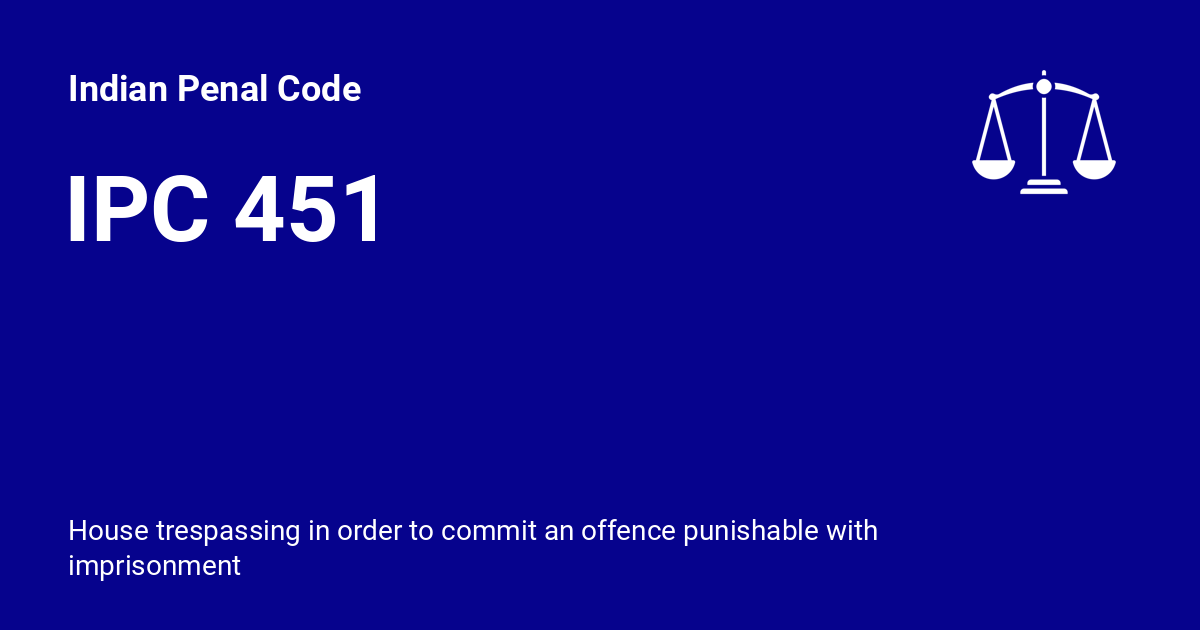 Indian Penal Code
IPC 451
House trespassing in order to commit an offence punishable with
imprisonment